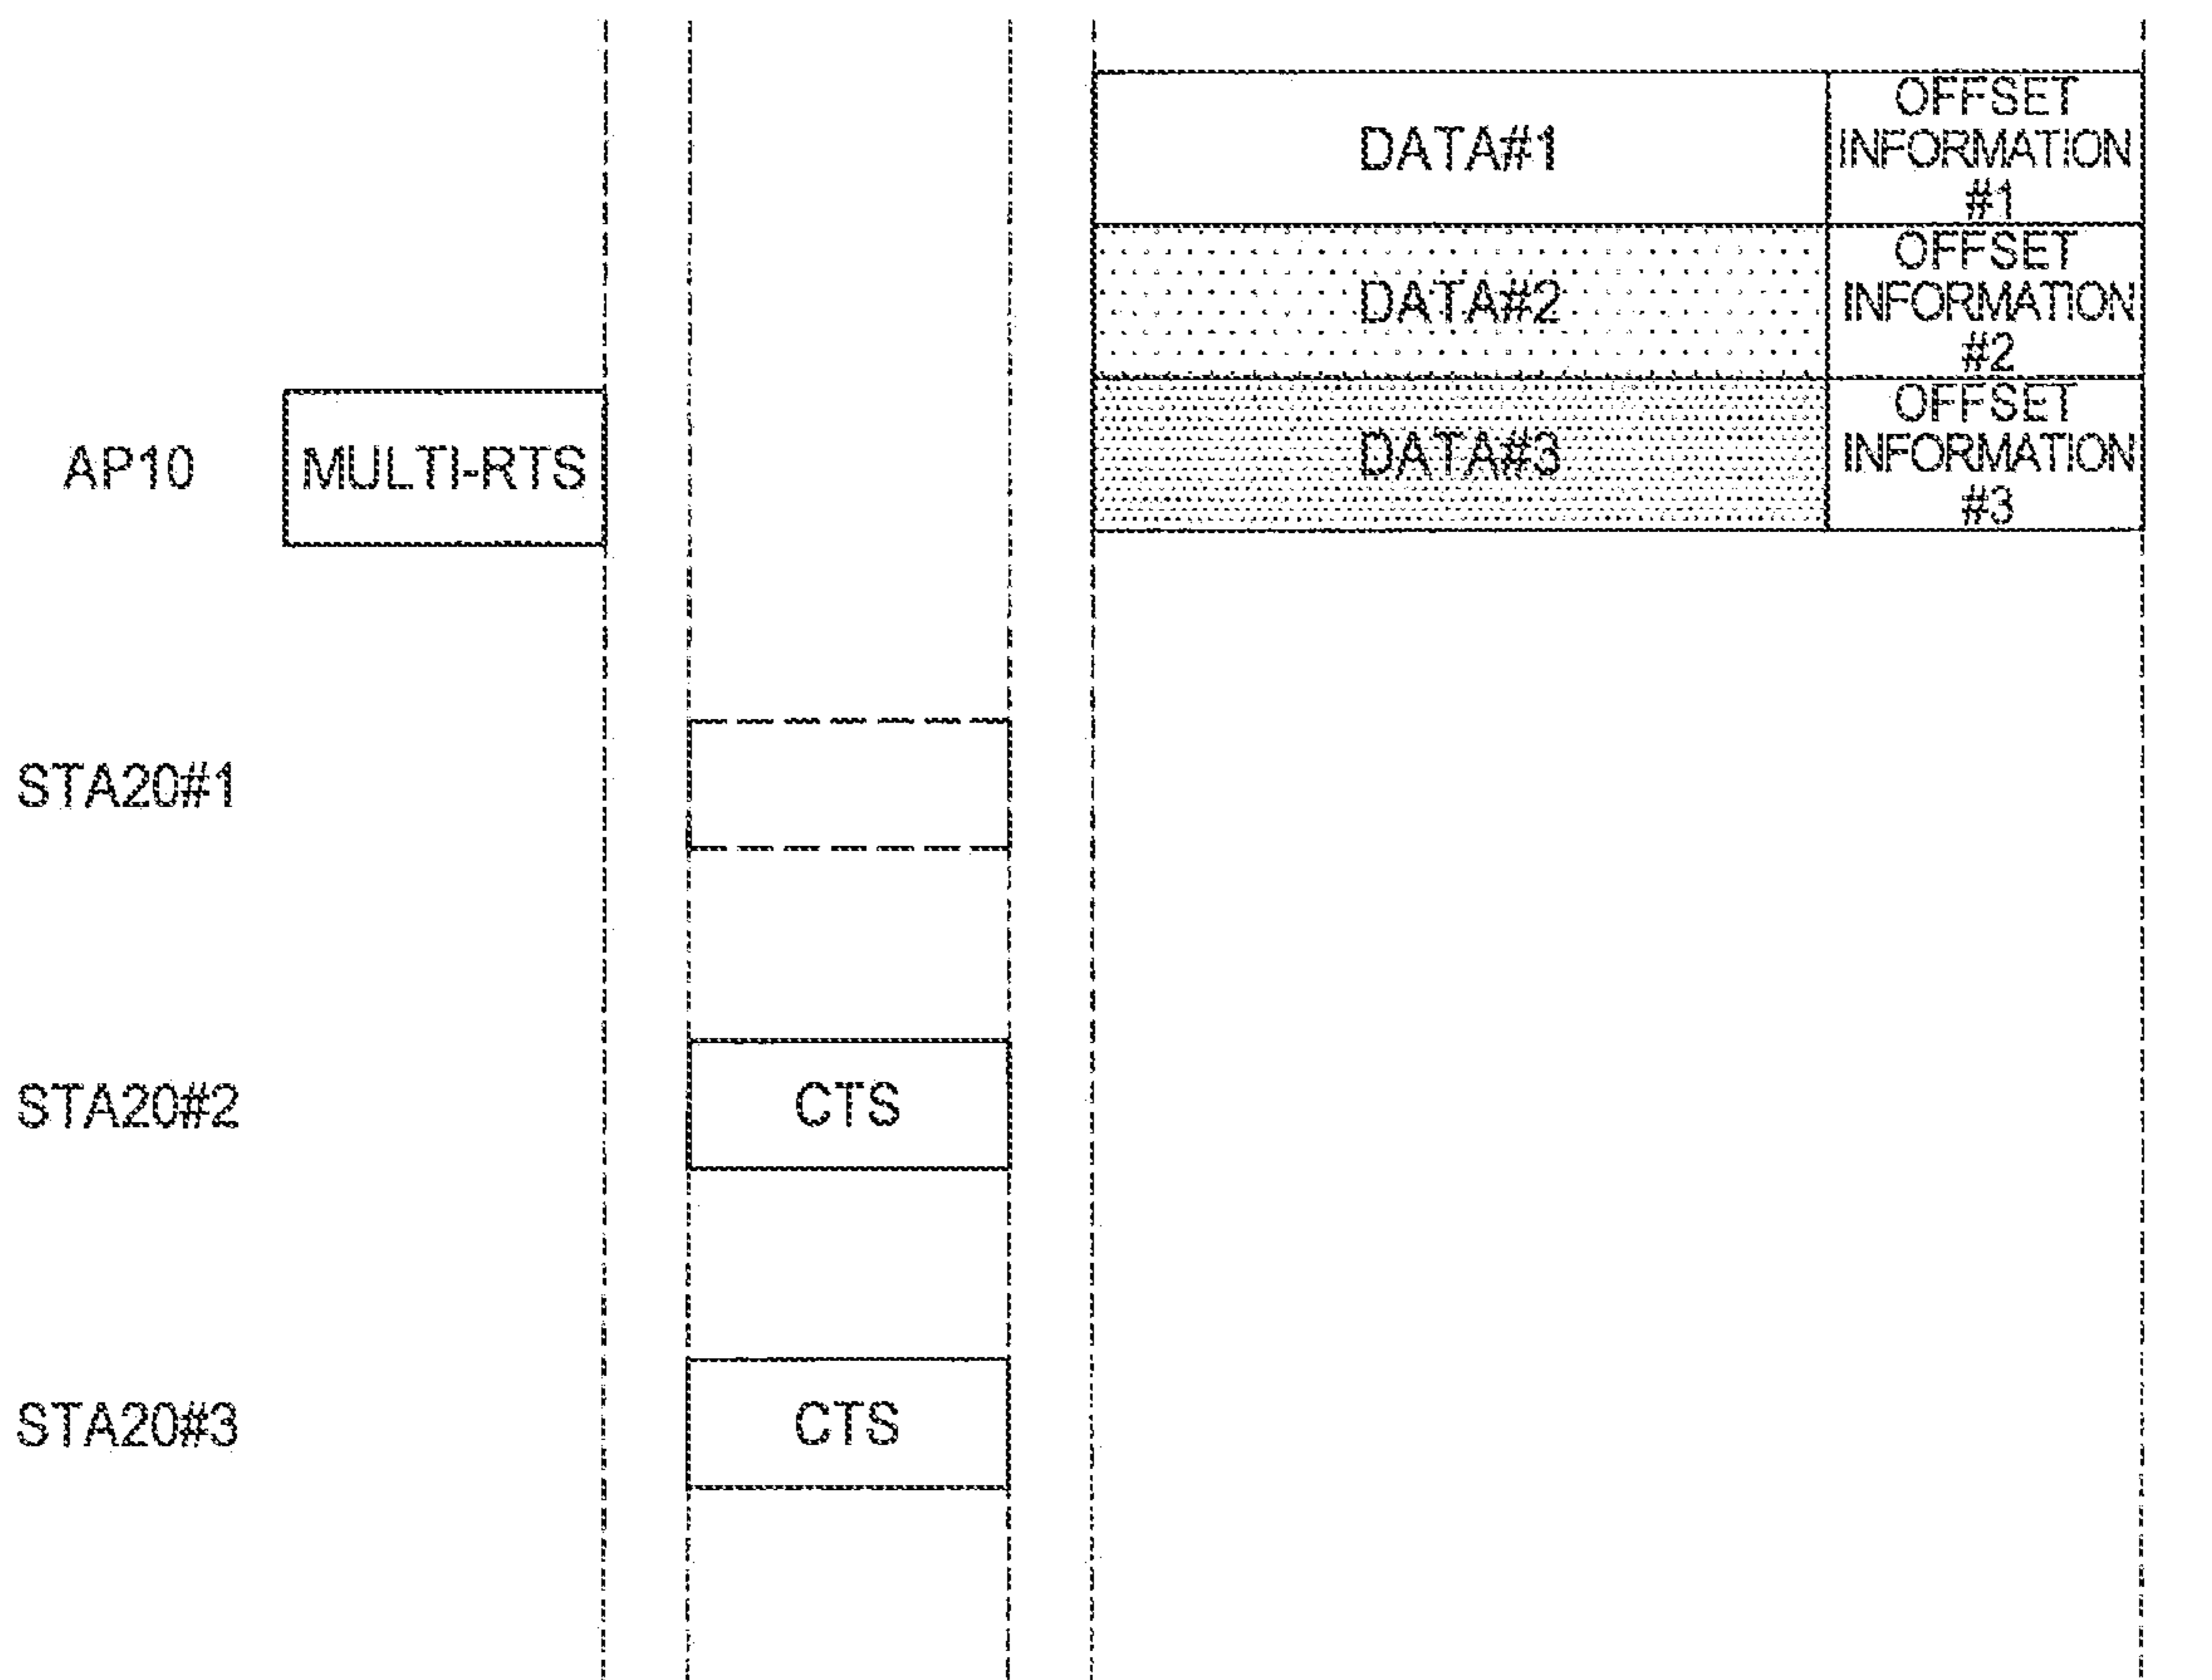 DATA#1
OFFSET
INFORMATION
#1
DATA#2
OFFSET
INFORMATION
#2
AP10
MULTI-RTS
DATA#3
OFFSET
INFORMATION
#3
STA20#1
STA20#2
CTS
STA20#3
CTS